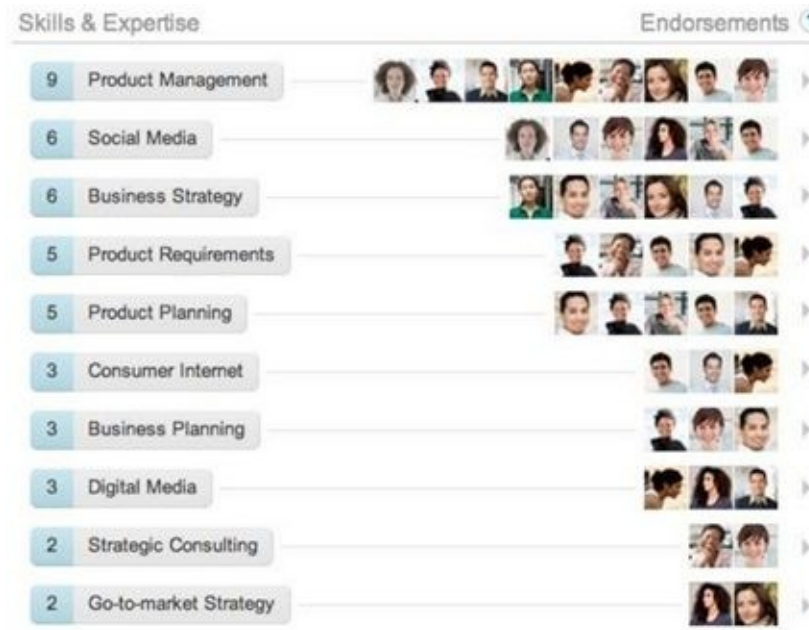 Skills & Expertise Endorsements
9 Product Management
6 Social Media
6 Business Strategy
5 Product Requirements
5 Product Planning
3 Consumer Internet
3 Business Planning
3 Digital Media
2 Strategic Consulting
2 Go-to-market Strategy